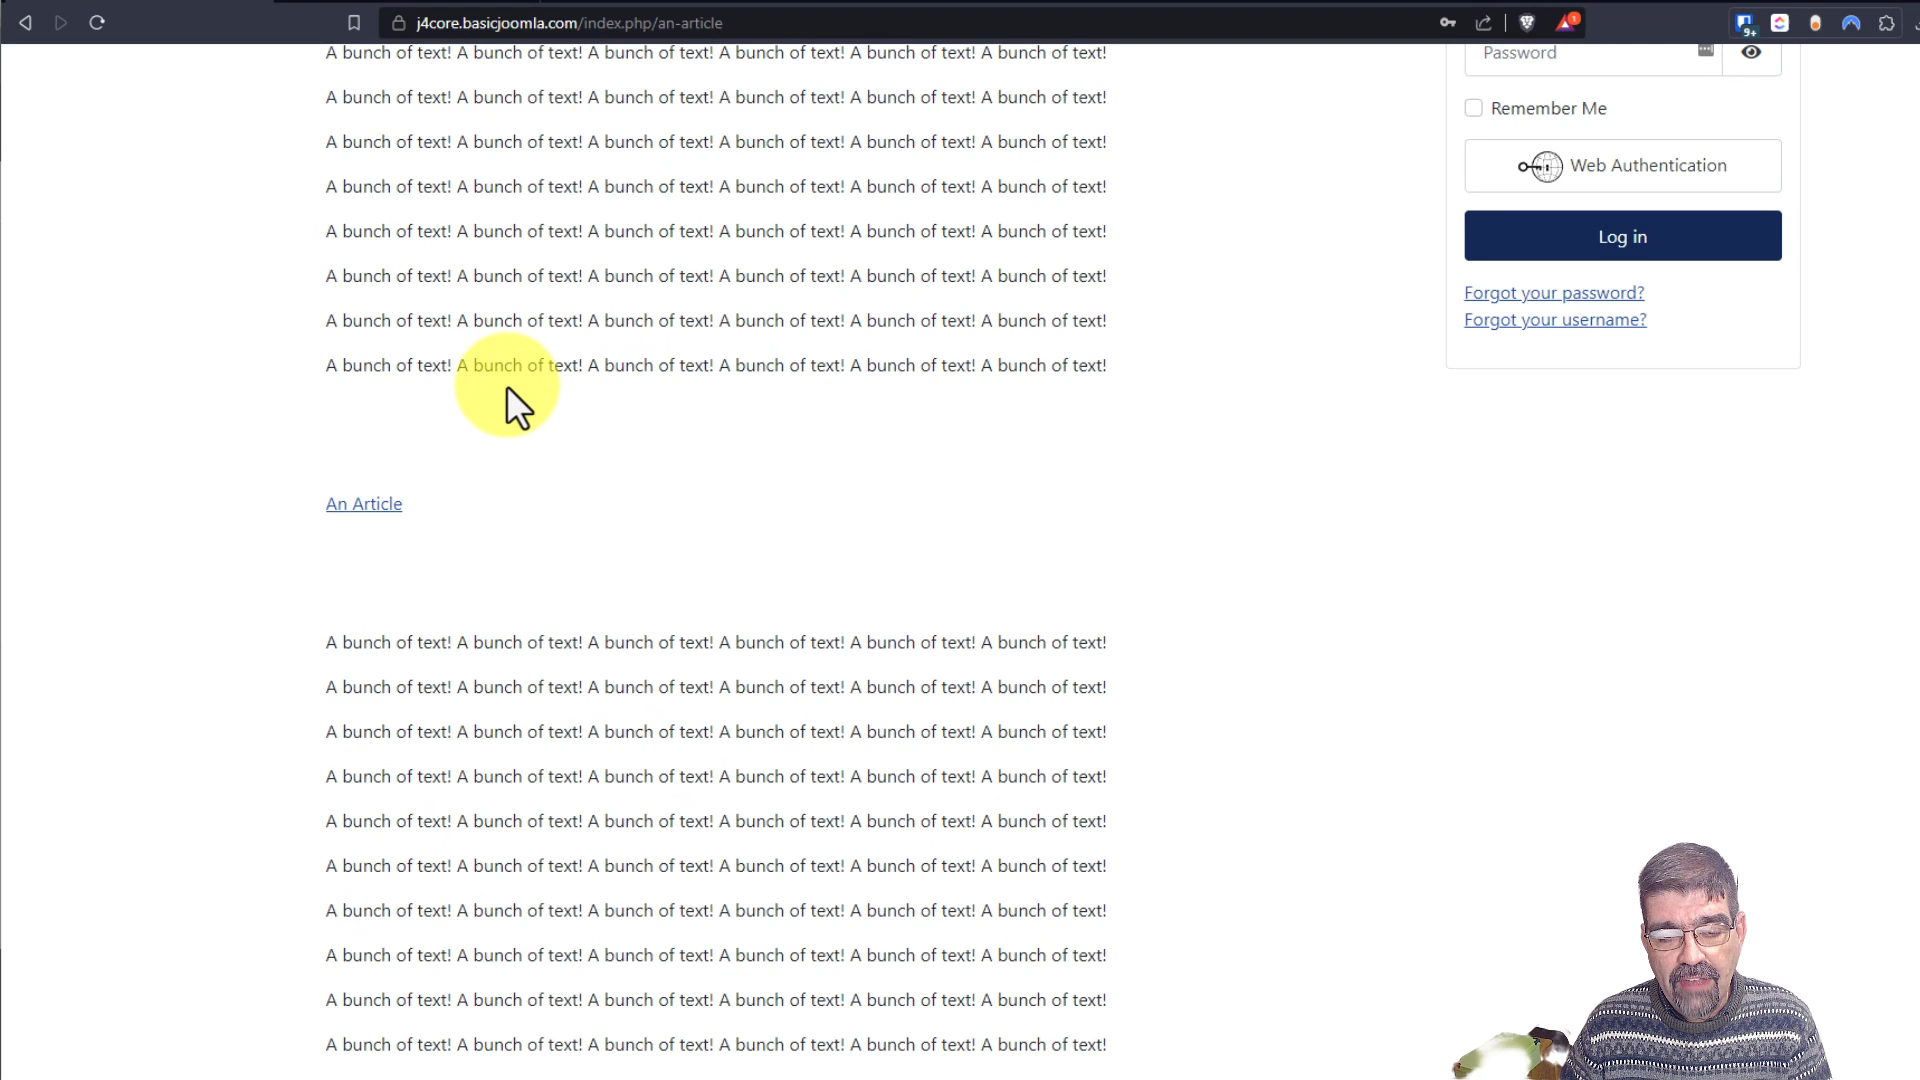 j4core.basicjoomla.com/index.php/an-article
1
9+
A bunch of text! A bunch of text! A bunch of text! A bunch of text! A bunch of text! A bunch of text!
Password
A bunch of text! A bunch of text! A bunch of text! A bunch of text! A bunch of text! A bunch of text!
Remember Me
A bunch of text! A bunch of text! A bunch of text! A bunch of text! A bunch of text! A bunch of text!
Web Authentication
A bunch of text! A bunch of text! A bunch of text! A bunch of text! A bunch of text! A bunch of text!
A bunch of text! A bunch of text! A bunch of text! A bunch of text! A bunch of text! A bunch of text!
Log in
A bunch of text! A bunch of text! A bunch of text! A bunch of text! A bunch of text! A bunch of text!
Forgot your password?
A bunch of text! A bunch of text! A bunch of text! A bunch of text! A bunch of text! A bunch of text!
Forgot your username?
A bunch of text! A bunch of text! A bunch of text! A bunch of text! A bunch of text! A bunch of text!
An Article
A bunch of text! A bunch of text! A bunch of text! A bunch of text! A bunch of text! A bunch of text!
A bunch of text! A bunch of text! A bunch of text! A bunch of text! A bunch of text! A bunch of text!
A bunch of text! A bunch of text! A bunch of text! A bunch of text! A bunch of text! A bunch of text!
A bunch of text! A bunch of text! A bunch of text! A bunch of text! A bunch of text! A bunch of text!
A bunch of text! A bunch of text! A bunch of text! A bunch of text! A bunch of text! A bunch of text!
A bunch of text! A bunch of text! A bunch of text! A bunch of text! A bunch of text! A bunch of text!
A bunch of text! A bunch of text! A bunch of text! A bunch of text! A bunch of text! A bunch of text!
A bunch of text! A bunch of text! A bunch of text! A bunch of text! A bunch of text! A bunch of text!
A bunch of text! A bunch of text! A bunch of text! A bunch of text! A bunch of text! A bunch of text!
A bunch of text! A bunch of text! A bunch of text! A bunch of text! A bunch of text! A bunch of text!